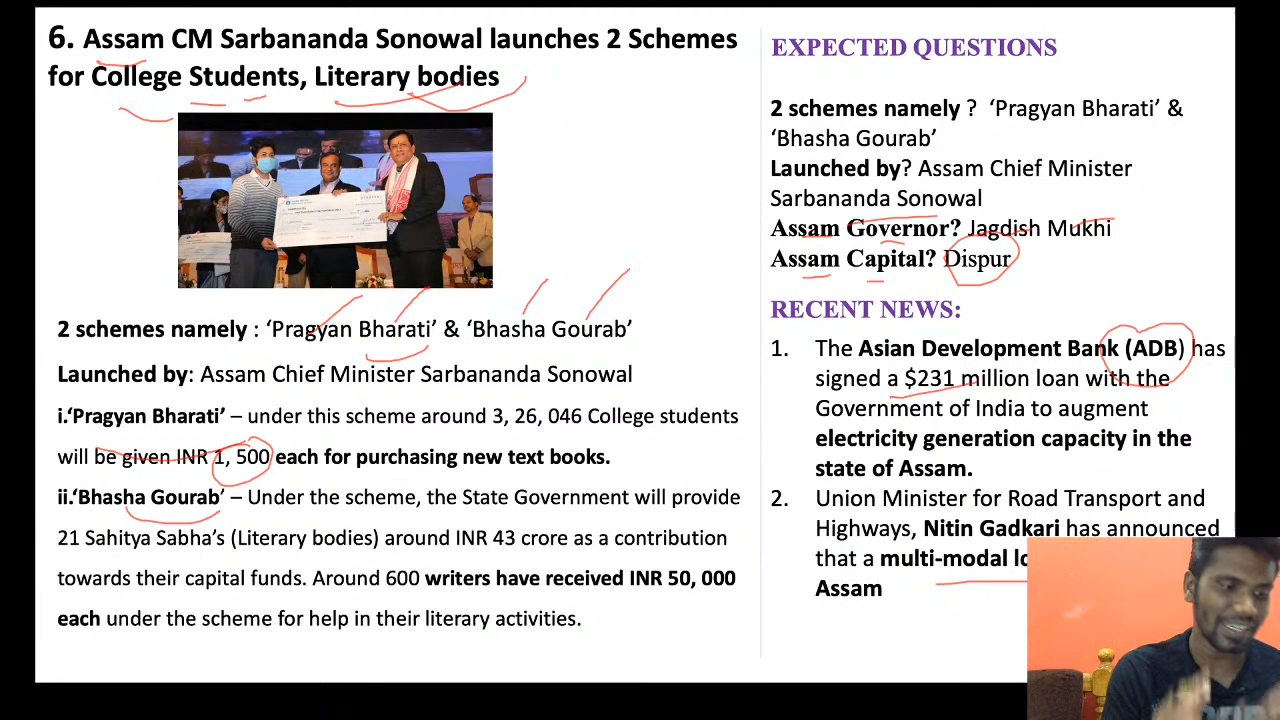 6. Assam CM Sarbananda Sonowal launches 2 Schemes
for College Students, Literary bodies
2 schemes namely : ‘Pragyan Bharati’ & ‘Bhasha Gourab’
Launched by: Assam Chief Minister Sarbananda Sonowal
i.‘Pragyan Bharati’ – under this scheme around 3, 26, 046 College students
will be given INR 1, 500 each for purchasing new text books.
ii.‘Bhasha Gourab’ – Under the scheme, the State Government will provide
21 Sahitya Sabha’s (Literary bodies) around INR 43 crore as a contribution
towards their capital funds. Around 600 writers have received INR 50, 000
each under the scheme for help in their literary activities.
EXPECTED QUESTIONS
2 schemes namely ? ‘Pragyan Bharati’ &
‘Bhasha Gourab’
Launched by? Assam Chief Minister
Sarbananda Sonowal
Assam Governor? Jagdish Mukhi
Assam Capital? Dispur
RECENT NEWS:
1. The Asian Development Bank (ADB) has
signed a $231 million loan with the
Government of India to augment
electricity generation capacity in the
state of Assam.
2. Union Minister for Road Transport and
Highways, Nitin Gadkari has announced
that a multi-modal
Assam